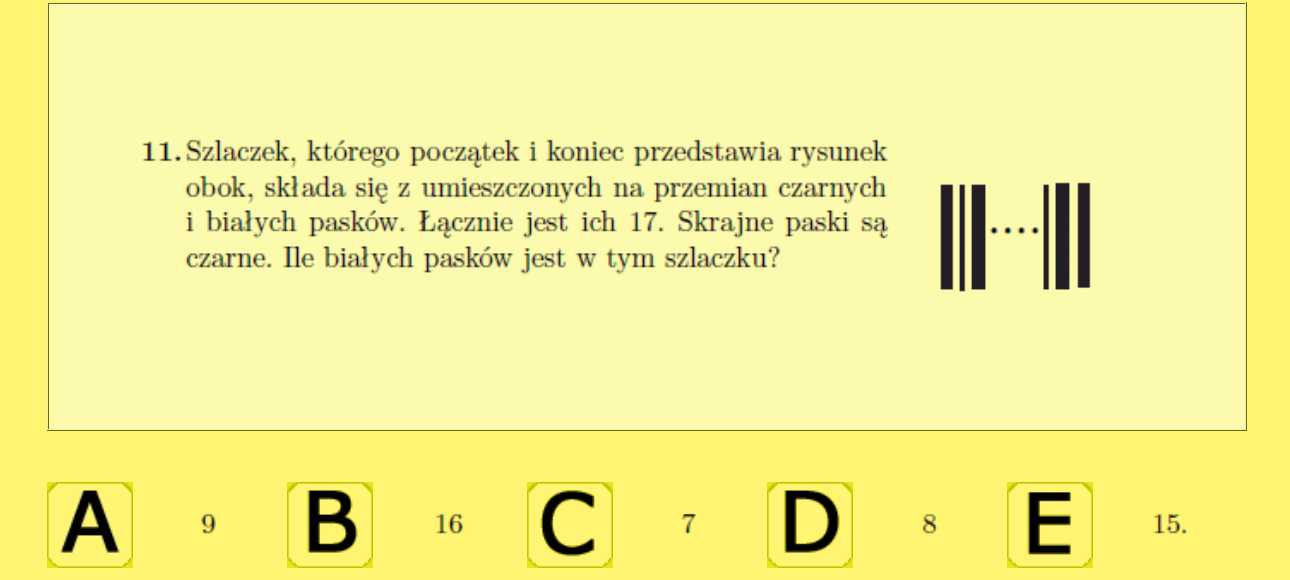 11. Szlaczek, którego początek i koniec przedstawia rysunek
obok, składa się z umieszczonych na przemian czarnych
i białych pasków. Łącznie jest ich 17. Skrajne paski są
czarne. Ile białych pasków jest w tym szlaczku?
A 9 B 16 C 7 D 8 E 15.